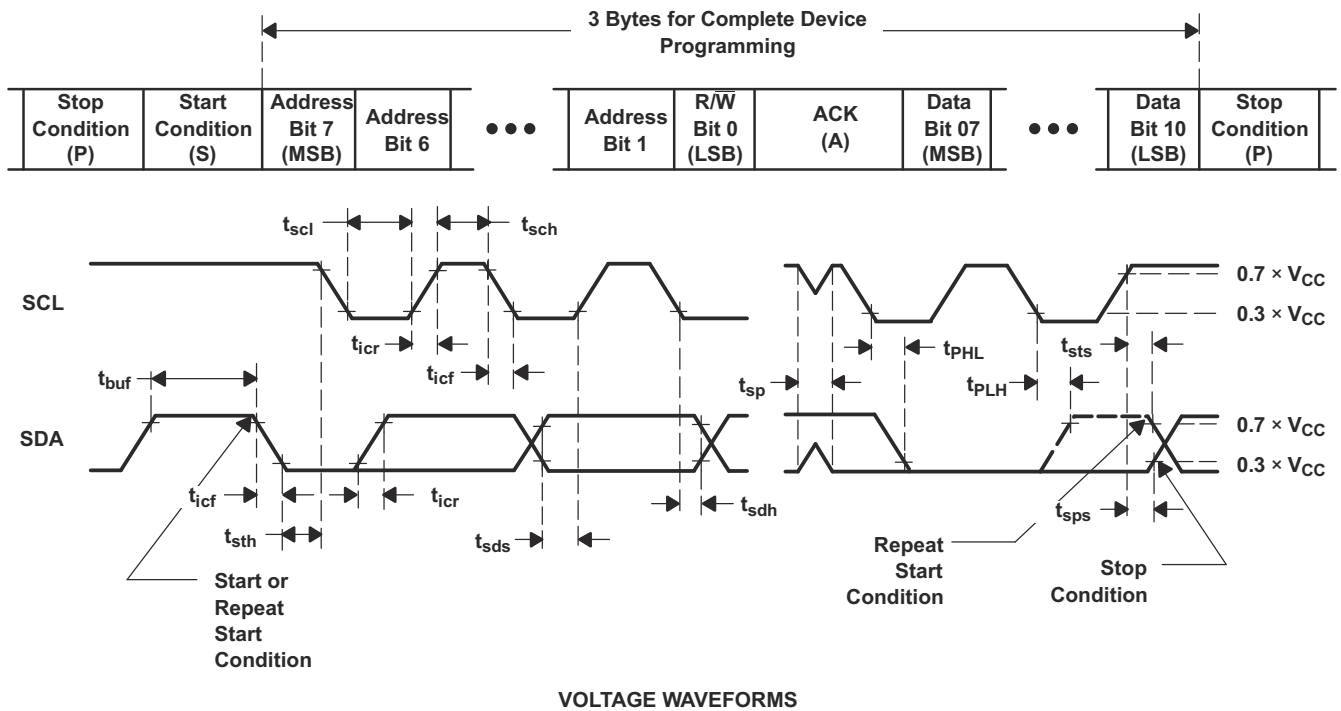 3 Bytes for Complete Device
Programming
Stop
Condition
(P)
Start
Condition
(S)
Address
Bit 7
(MSB)
Address
Bit 6
•••
Address
Bit 1
R/W̅
Bit 0
(LSB)
ACK
(A)
Data
Bit 07
(MSB)
•••
Data
Bit 10
(LSB)
Stop
Condition
(P)
tscl
tsch
SCL
0.7 × VCC
0.3 × VCC
ticr
tPHL
tsts
tbuf
ticf
tsp
tPLH
SDA
0.7 × VCC
0.3 × VCC
ticf
ticr
tsdh
tsps
tsth
tsds
Start or
Repeat
Start
Condition
Repeat
Start
Condition
Stop
Condition
VOLTAGE WAVEFORMS